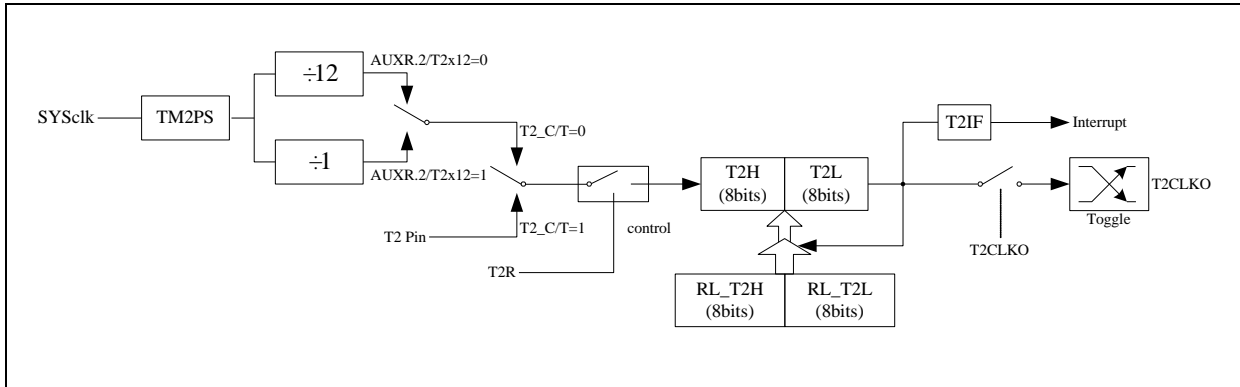 ÷12
AUXR.2/T2x12=0
SYSclk
TM2PS
T2_C/T=0
÷1
AUXR.2/T2x12=1
T2 Pin
T2_C/T=1
control
T2R
T2H
(8bits)
T2L
(8bits)
T2IF
Interrupt
T2CLKO
Toggle
T2CLKO
RL_T2H
(8bits)
RL_T2L
(8bits)